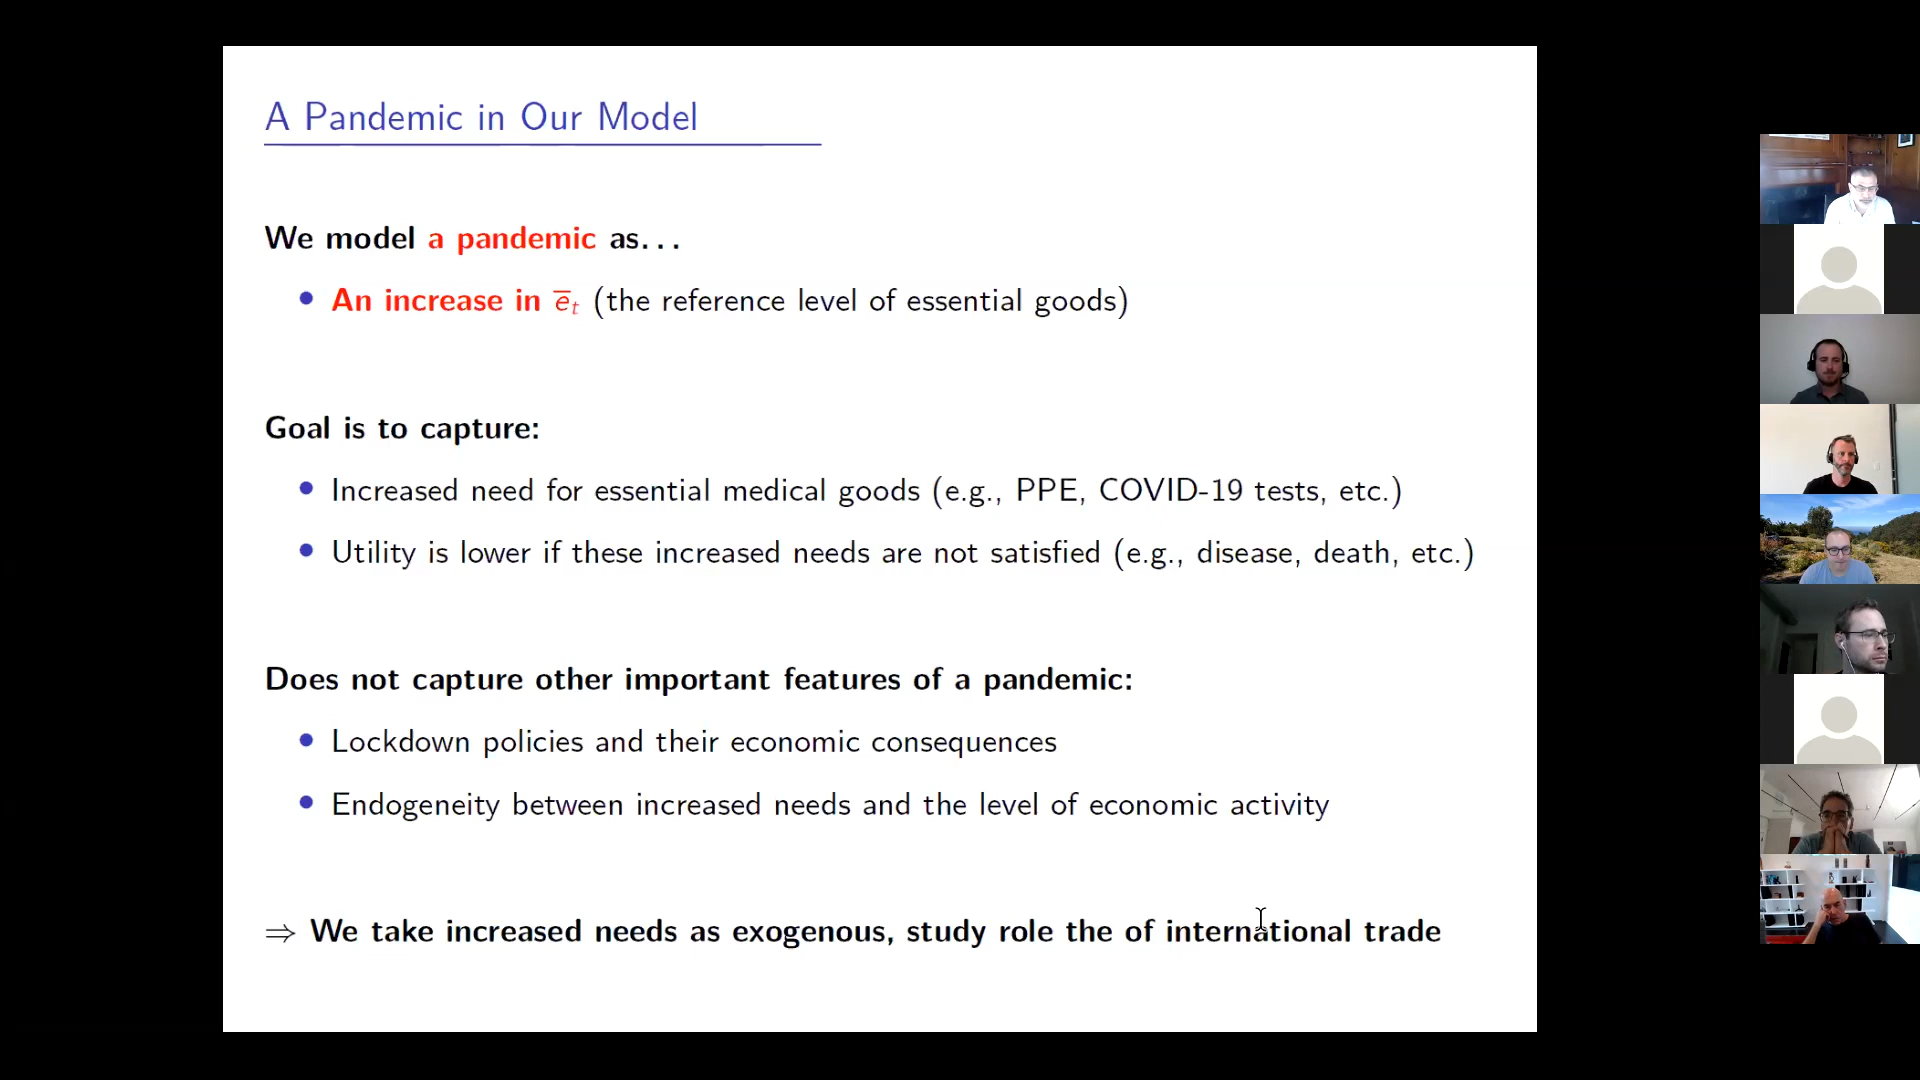 A Pandemic in Our Model
We model a pandemic as...
• An increase in e̅ₜ (the reference level of essential goods)
Goal is to capture:
• Increased need for essential medical goods (e.g., PPE, COVID-19 tests, etc.)
• Utility is lower if these increased needs are not satisfied (e.g., disease, death, etc.)
Does not capture other important features of a pandemic:
• Lockdown policies and their economic consequences
• Endogeneity between increased needs and the level of economic activity
⇒ We take increased needs as exogenous, study role the of international trade